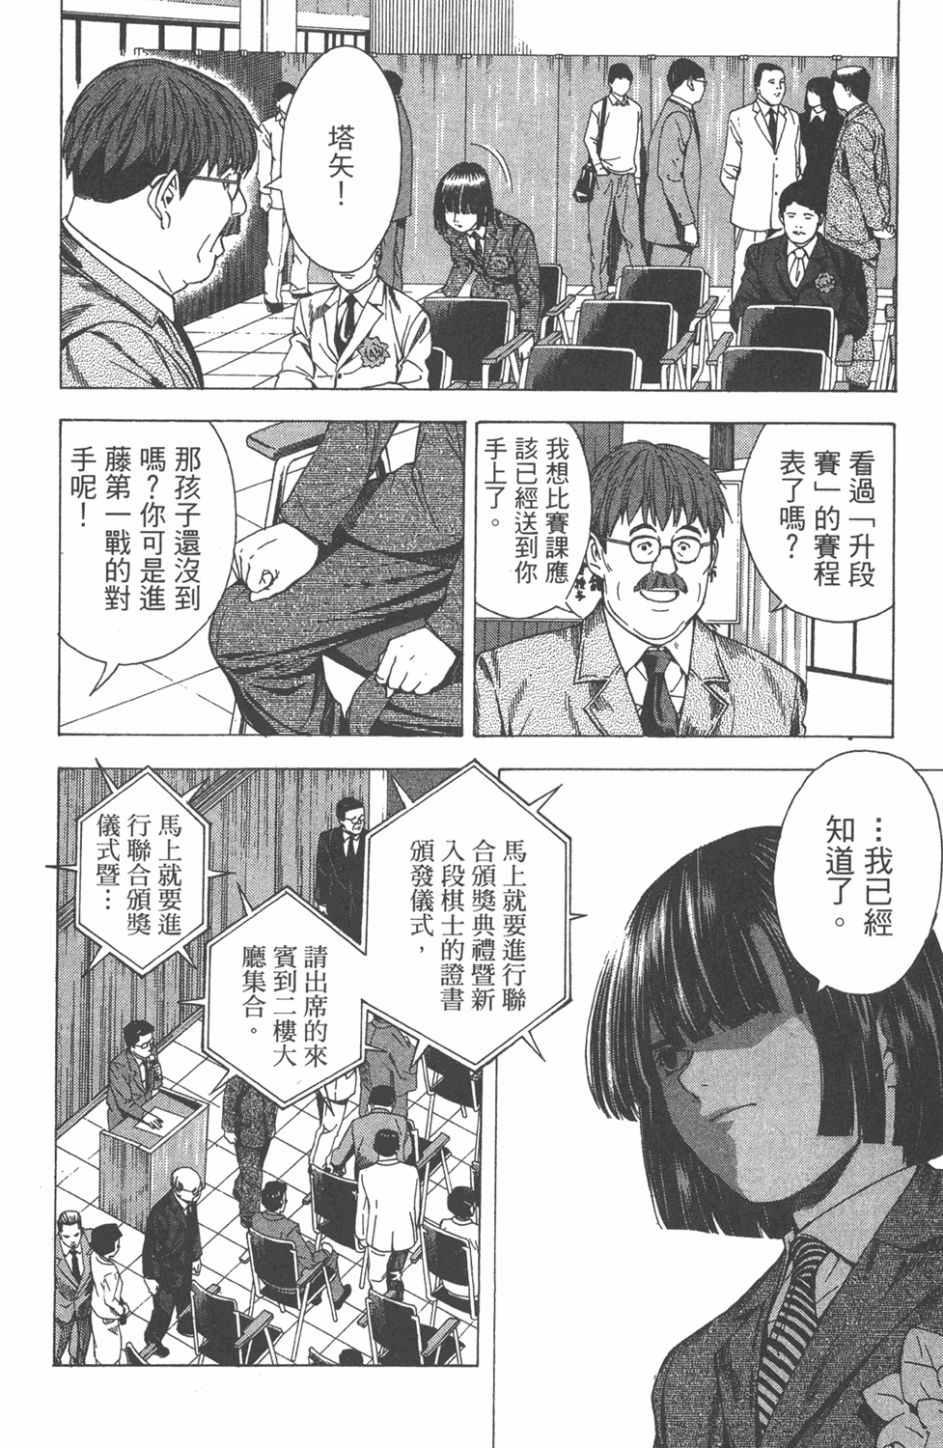 塔矢！
看過「升段
賽」的賽程
表了嗎？
我想比賽課應
該已經送到你
手上了。
那孩子還沒到
嗎？你可是進
藤第一戰的對
手呢！
…我已經
知道了。
馬上就要進行聯
合頒獎典禮暨新
入段棋士的證書
頒發儀式，
請出席的來
賓到二樓大
廳集合。
馬上就要進
行聯合頒獎
儀式暨…